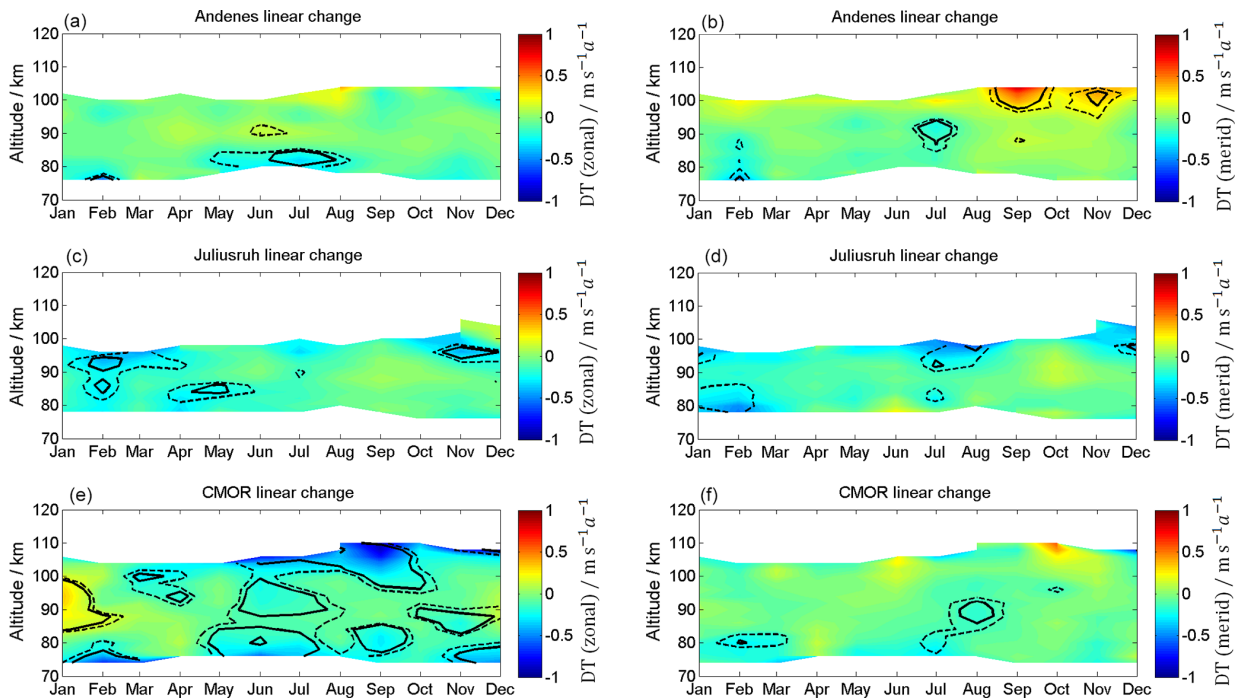 (a) Andenes linear change
120
110
100
90
80
70
Altitude / km
Jan Feb Mar Apr May Jun Jul Aug Sep Oct Nov Dec
1
0.5
0
-0.5
-1
DT (zonal) / m s−1a−1
(b) Andenes linear change
120
110
100
90
80
70
Altitude / km
Jan Feb Mar Apr May Jun Jul Aug Sep Oct Nov Dec
1
0.5
0
-0.5
-1
DT (merid) / m s−1a−1
(c) Juliusruh linear change
120
110
100
90
80
70
Altitude / km
Jan Feb Mar Apr May Jun Jul Aug Sep Oct Nov Dec
1
0.5
0
-0.5
-1
DT (zonal) / m s−1a−1
(d) Juliusruh linear change
120
110
100
90
80
70
Altitude / km
Jan Feb Mar Apr May Jun Jul Aug Sep Oct Nov Dec
1
0.5
0
-0.5
-1
DT (merid) / m s−1a−1
(e) CMOR linear change
120
110
100
90
80
70
Altitude / km
Jan Feb Mar Apr May Jun Jul Aug Sep Oct Nov Dec
1
0.5
0
-0.5
-1
DT (zonal) / m s−1a−1
(f) CMOR linear change
120
110
100
90
80
70
Altitude / km
Jan Feb Mar Apr May Jun Jul Aug Sep Oct Nov Dec
1
0.5
0
-0.5
-1
DT (merid) / m s−1a−1